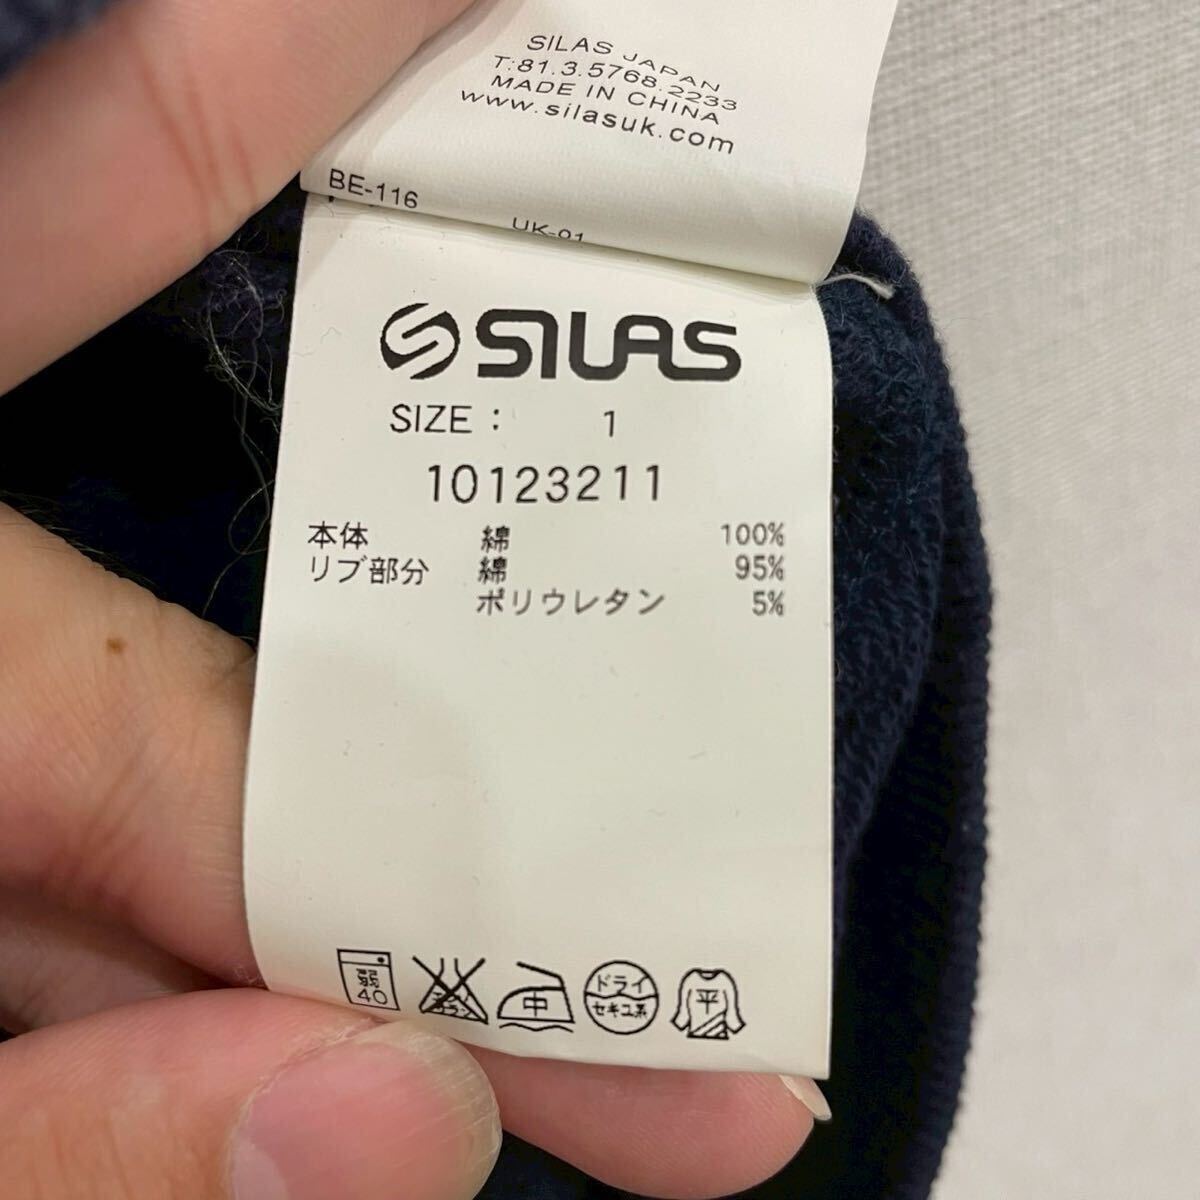 SILAS JAPAN
T:81.3.5768.2233
MADE IN CHINA
www.silasuk.com
BE-116
UK-01
SILAS
SIZE : 1
10123211
本体 綿 100%
リブ部分 綿 95%
ポリウレタン 5%
40
中
ドライ
セキユ系
平